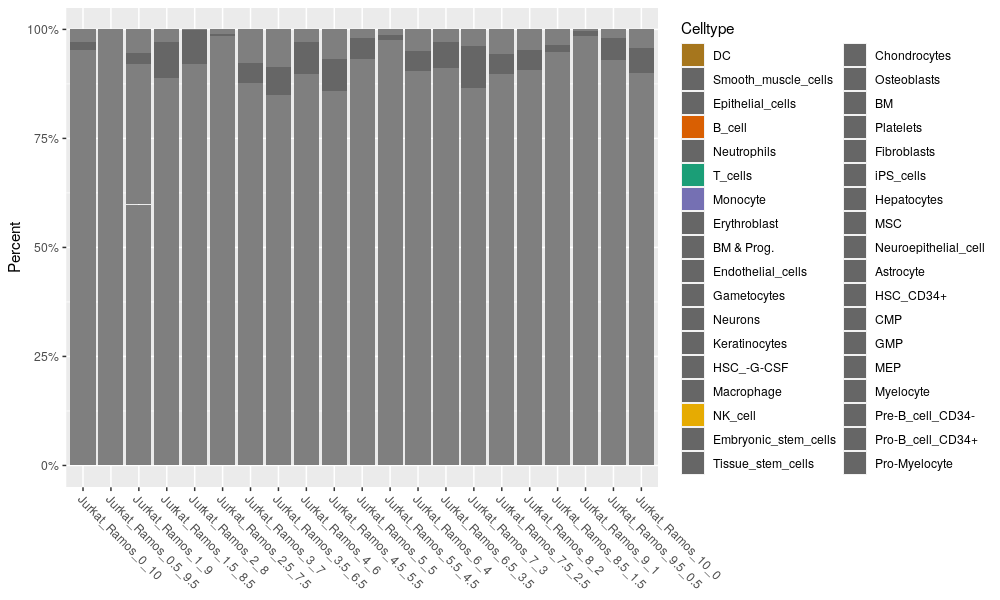 100%
75%
50%
25%
0%
Percent
Jurkat_Ramos_0_10
Jurkat_Ramos_0.5_9.5
Jurkat_Ramos_1_9
Jurkat_Ramos_1.5_8.5
Jurkat_Ramos_2_8
Jurkat_Ramos_2.5_7.5
Jurkat_Ramos_3_7
Jurkat_Ramos_3.5_6.5
Jurkat_Ramos_4_6
Jurkat_Ramos_4.5_5.5
Jurkat_Ramos_5_5
Jurkat_Ramos_5.5_4.5
Jurkat_Ramos_6_4
Jurkat_Ramos_6.5_3.5
Jurkat_Ramos_7_3
Jurkat_Ramos_7.5_2.5
Jurkat_Ramos_8_2
Jurkat_Ramos_8.5_1.5
Jurkat_Ramos_9_1
Jurkat_Ramos_9.5_0.5
Jurkat_Ramos_10_0
Celltype
DC
Smooth_muscle_cells
Epithelial_cells
B_cell
Neutrophils
T_cells
Monocyte
Erythroblast
BM & Prog.
Endothelial_cells
Gametocytes
Neurons
Keratinocytes
HSC_-G-CSF
Macrophage
NK_cell
Embryonic_stem_cells
Tissue_stem_cells
Chondrocytes
Osteoblasts
BM
Platelets
Fibroblasts
iPS_cells
Hepatocytes
MSC
Neuroepithelial_cell
Astrocyte
HSC_CD34+
CMP
GMP
MEP
Myelocyte
Pre-B_cell_CD34-
Pro-B_cell_CD34+
Pro-Myelocyte